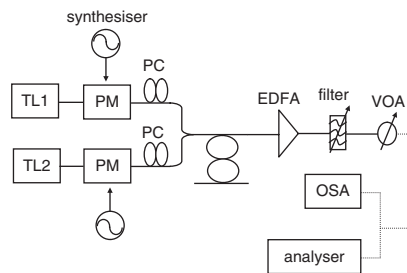 synthesiser
PC
TL1
PM
EDFA
filter
VOA
PC
TL2
PM
OSA
analyser